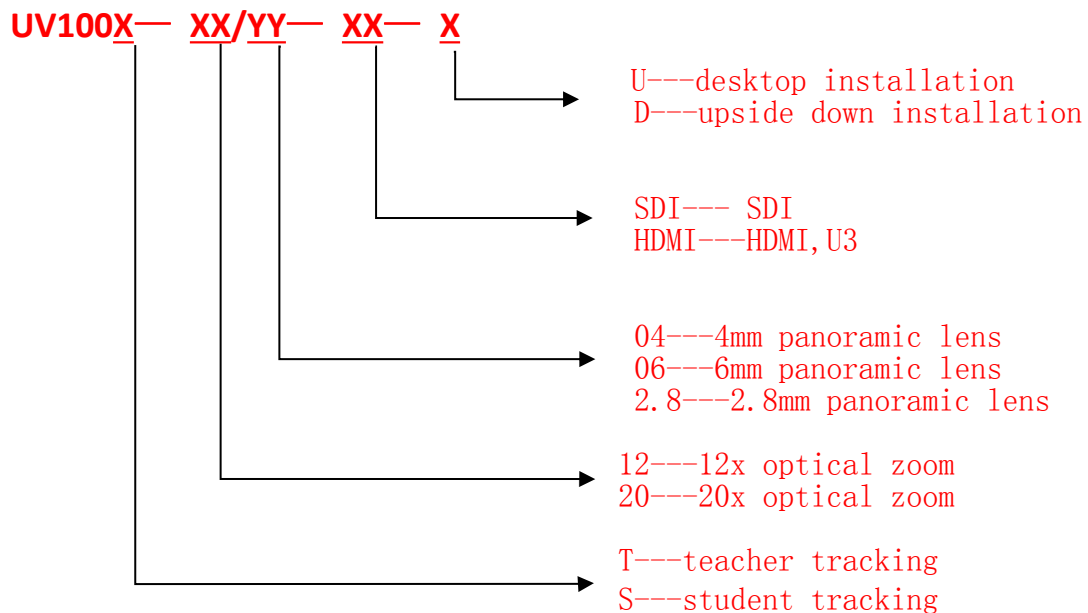 UV100X— XX/YY— XX— X
U---desktop installation
D---upside down installation
SDI--- SDI
HDMI---HDMI,U3
04---4mm panoramic lens
06---6mm panoramic lens
2.8---2.8mm panoramic lens
12---12x optical zoom
20---20x optical zoom
T---teacher tracking
S---student tracking